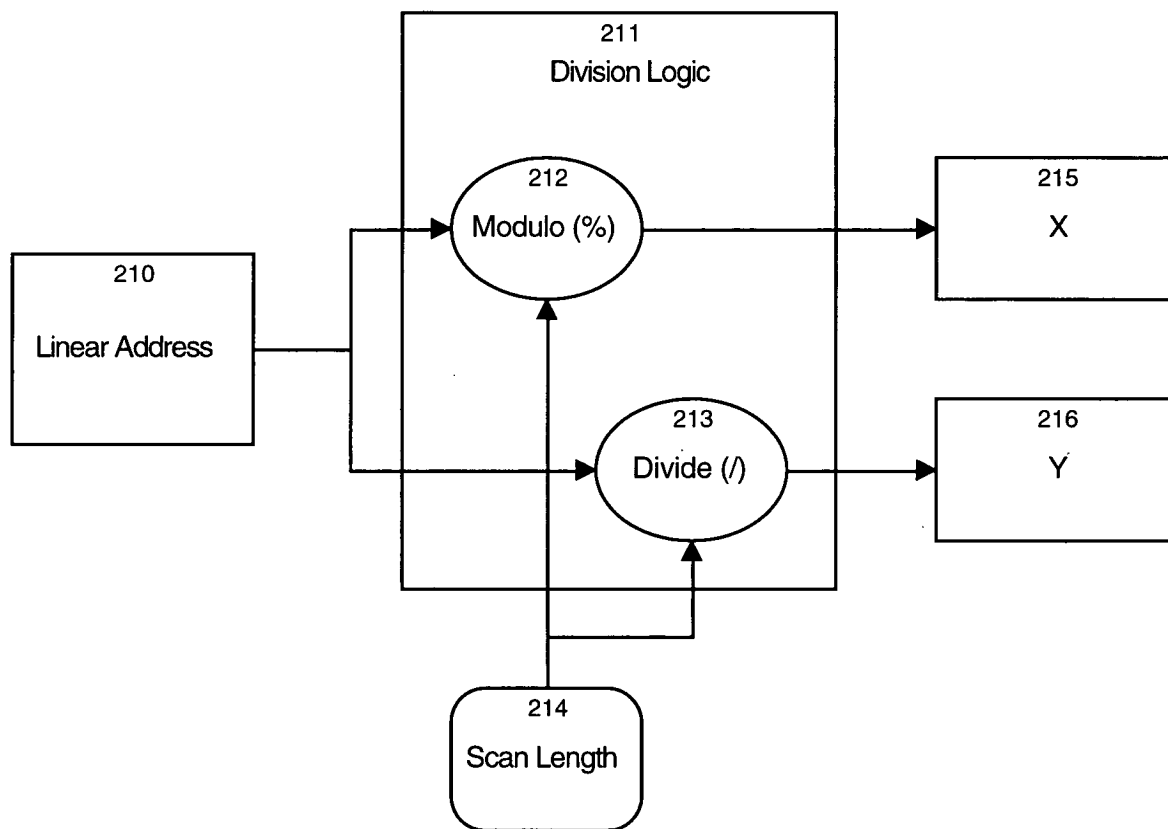 211
Division Logic
212
Modulo (%)
215
X
210
Linear Address
213
Divide (/)
216
Y
214
Scan Length